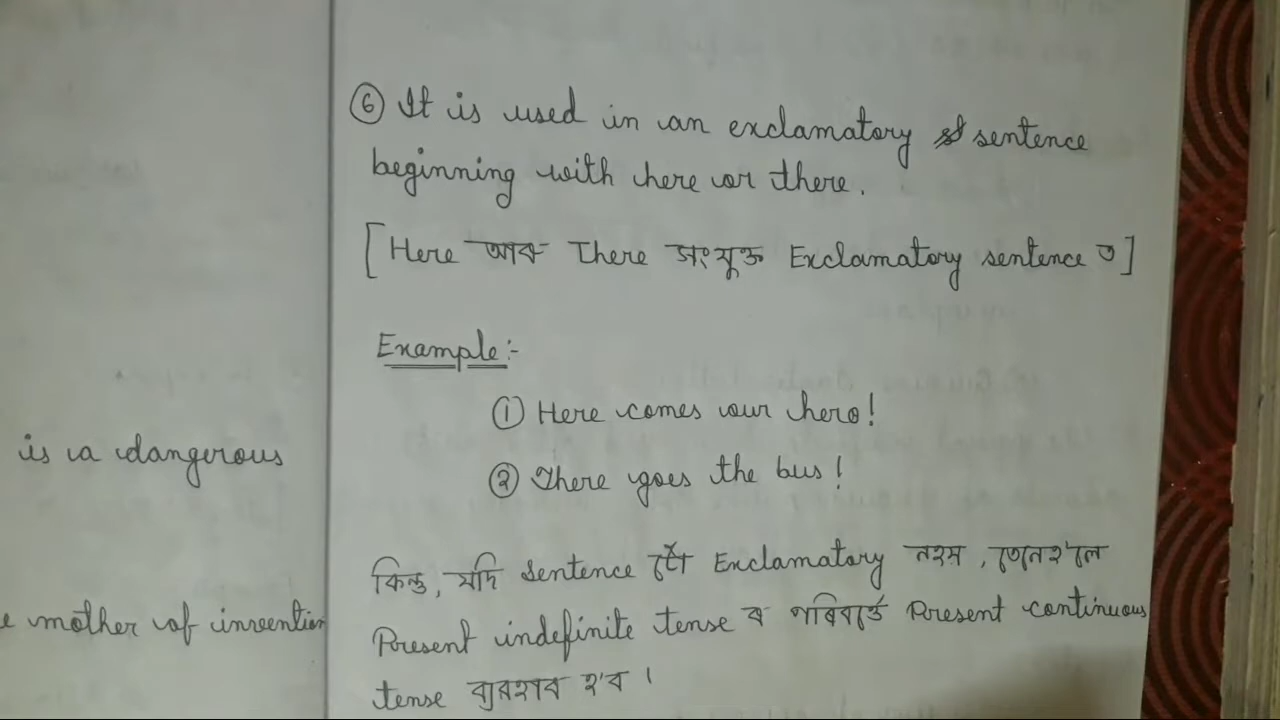 ⑥ It is used in an exclamatory sentence
beginning with here or there.
[Here আৰু There সংযুক্ত Exclamatory sentence ত]
Example:-
① Here comes our hero!
is a dangerous
② There goes the bus!
কিন্তু, যদি sentence টো Exclamatory নহয়, তেনেহ'লে
e mother of invention
Present indefinite tense ৰ পৰিবৰ্তে Present continuous
tense ব্যৱহাৰ হ'ব ।